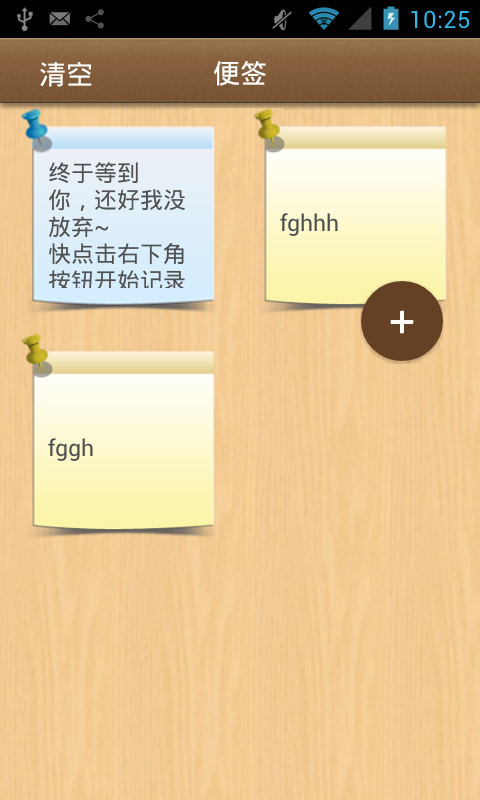 10:25
清空
便签
终于等到
你，还好我没
放弃~
快点击右下角
按钮开始记录
fghhh
+
fggh